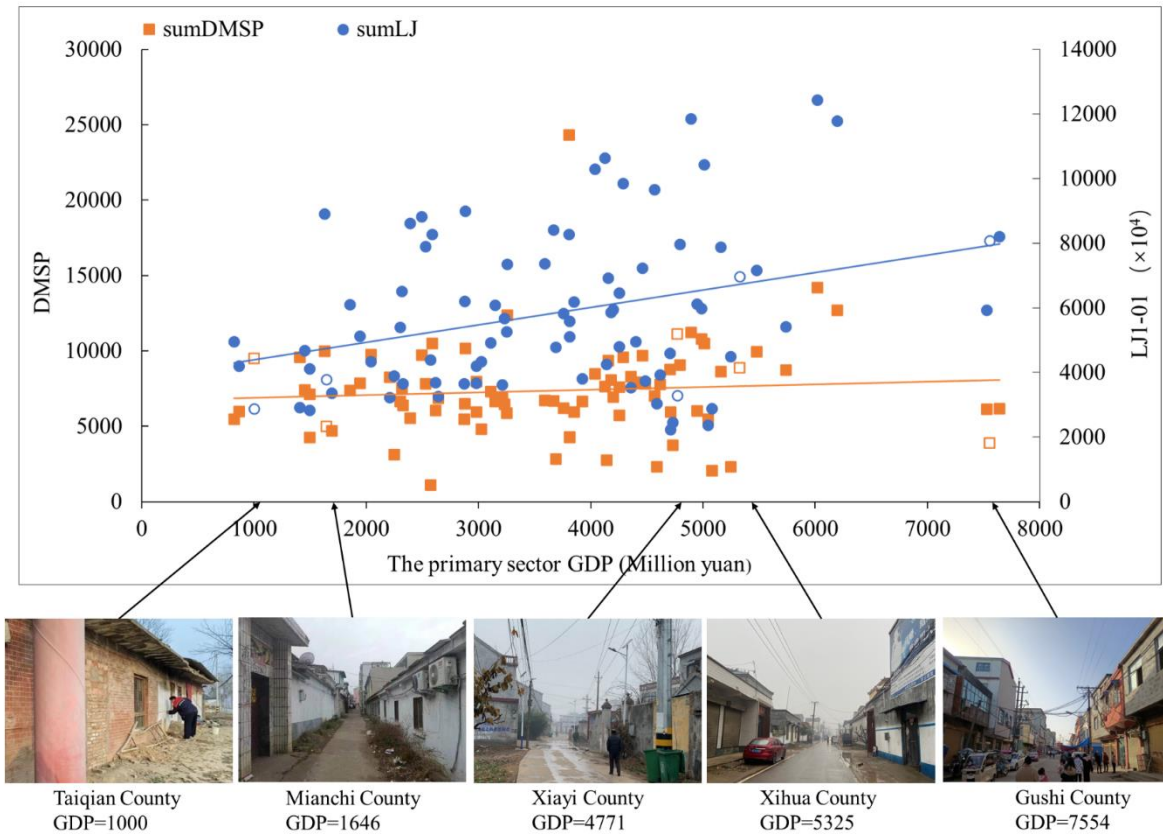 sumDMSP sumLJ
30000
25000
20000
15000
10000
5000
0
DMSP
14000
12000
10000
8000
6000
4000
2000
0
LJ1-01 (×10⁴)
0 1000 2000 3000 4000 5000 6000 7000 8000
The primary sector GDP (Million yuan)
Taiqian County
GDP=1000
Mianchi County
GDP=1646
Xiayi County
GDP=4771
Xihua County
GDP=5325
Gushi County
GDP=7554